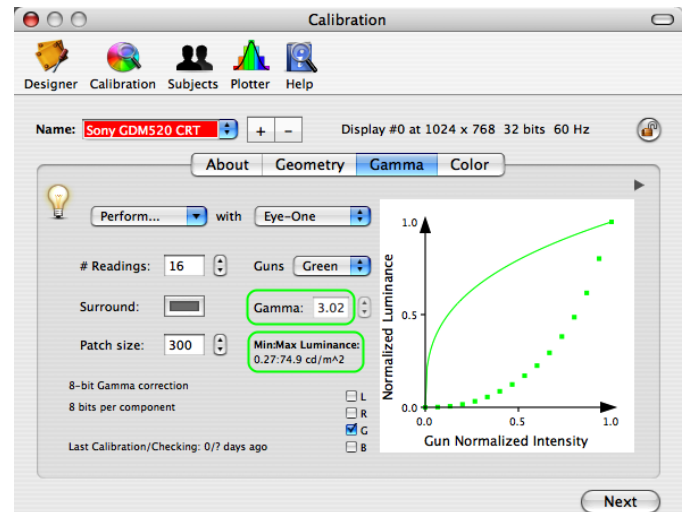 Calibration
Designer Calibration Subjects Plotter Help
Name: Sony GDM520 CRT + - Display #0 at 1024 x 768 32 bits 60 Hz
About Geometry Gamma Color
Perform... with Eye-One
# Readings: 16 Guns Green
Surround: Gamma: 3.02
Patch size: 300 Min:Max Luminance:
0.27:74.9 cd/m^2
8-bit Gamma correction
8 bits per component
Last Calibration/Checking: 0/? days ago
L
R
G
B
Normalized Luminance
1.0
0.5
0.0
0.0 0.5 1.0
Gun Normalized Intensity
Next